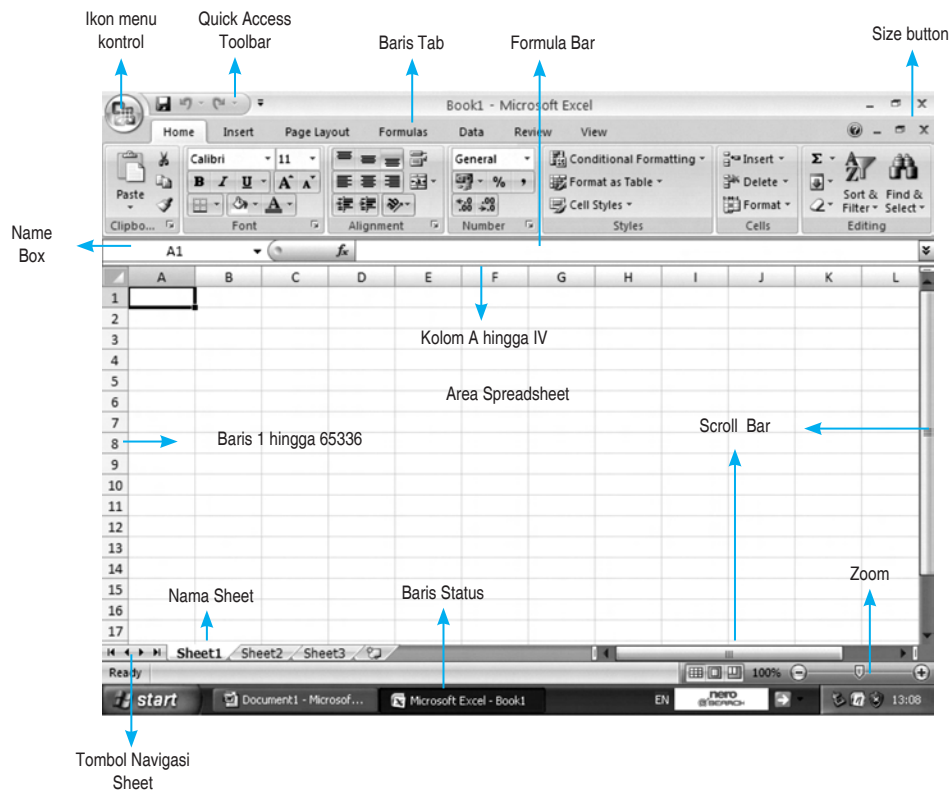 Ikon menu
kontrol
Quick Access
Toolbar
Baris Tab
Formula Bar
Size button
Book1 - Microsoft Excel
Home Insert Page Layout Formulas Data Review View
Paste
Calibri 11
B I U A A
A
General
% ,
Conditional Formatting
Format as Table
Cell Styles
Insert
Delete
Format
Σ
Sort & Filter
Find & Select
Clipbo... Font Alignment Number Styles Cells Editing
Name
Box
A1 fx
A B C D E F G H I J K L
1
2
3
Kolom A hingga IV
4
5
Area Spreadsheet
6
7
Scroll Bar
8
Baris 1 hingga 65336
9
10
11
12
13
14
Zoom
15
Nama Sheet
Baris Status
16
17
Sheet1 Sheet2 Sheet3
Ready 100%
start Document1 - Microsof... Microsoft Excel - Book1 EN nero SEARCH 13:08
Tombol Navigasi
Sheet